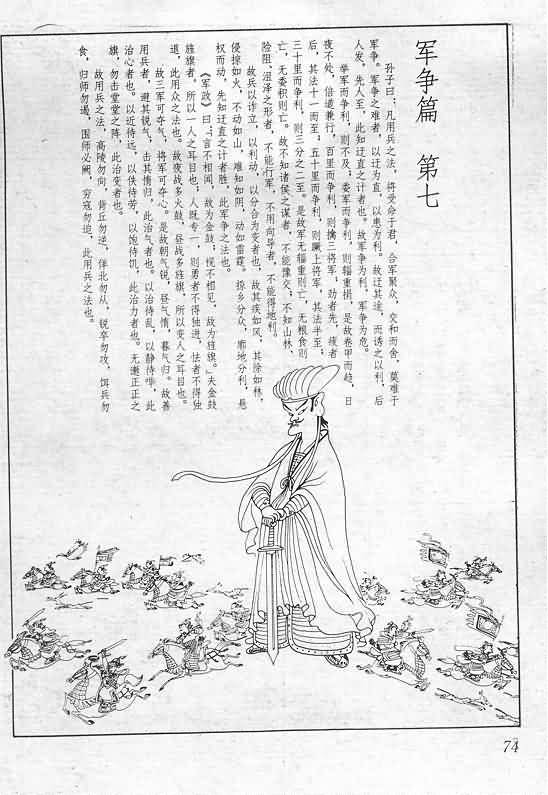 军争篇 第七
孙子曰:凡用兵之法,将受命于君,合军聚众,交和而舍,莫难于
军争。军争之难者,以迂为直,以患为利。故迂其途,而诱之以利,后
人发,先人至,此知迂直之计者也。故军争为利,军争为危。
举军而争利,则不及;委军而争利,则辎重捐。是故卷甲而趋,日
夜不处,倍道兼行,百里而争利,则擒三将军;劲者先,疲者
后,其法十一而至;五十里而争利,则蹶上将军,其法半至;
三十里而争利,则三分之二至。是故军无辎重则亡,无粮食则
亡,无委积则亡。故不知诸侯之谋者,不能豫交;不知山林、
险阻、沮泽之形者,不能行军,不用向导者,不能得地利。
故兵以诈立,以利动,以分合为变者也,故其疾如风,其徐如林,
侵掠如火,不动如山,难知如阴,动如雷霆。掠乡分众,廓地分利,悬
权而动,先知迂直之计者胜,此军争之法也。
《军政》曰:“言不相闻,故为金鼓;视不相见,故为旌旗。”夫金鼓
旌旗者,所以一人之耳目也,人既专一,则勇者不得独进,怯者不得独
退,此用众之法也。故夜战多火鼓,昼战多旌旗,所以变人之耳目也。
故三军可夺气,将军可夺心。是故朝气锐,昼气惰,暮气归。故善
用兵者,避其锐气,击其惰归,此治气者也。以治待乱,以静待哗,此
治心者也。以近待远,以佚待劳,以饱待饥,此治力者也。无邀正正之
旗,勿击堂堂之阵,此治变者也。
故用兵之法,高陵勿向,背丘勿逆,佯北勿从,锐卒勿攻,饵兵勿
食,归师勿遏,围师必阙,穷寇勿迫,此用兵之法也。
74